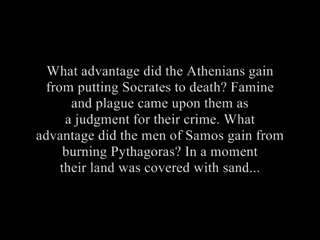 What advantage did the Athenians gain
from putting Socrates to death? Famine
and plague came upon them as
a judgment for their crime. What
advantage did the men of Samos gain from
burning Pythagoras? In a moment
their land was covered with sand...